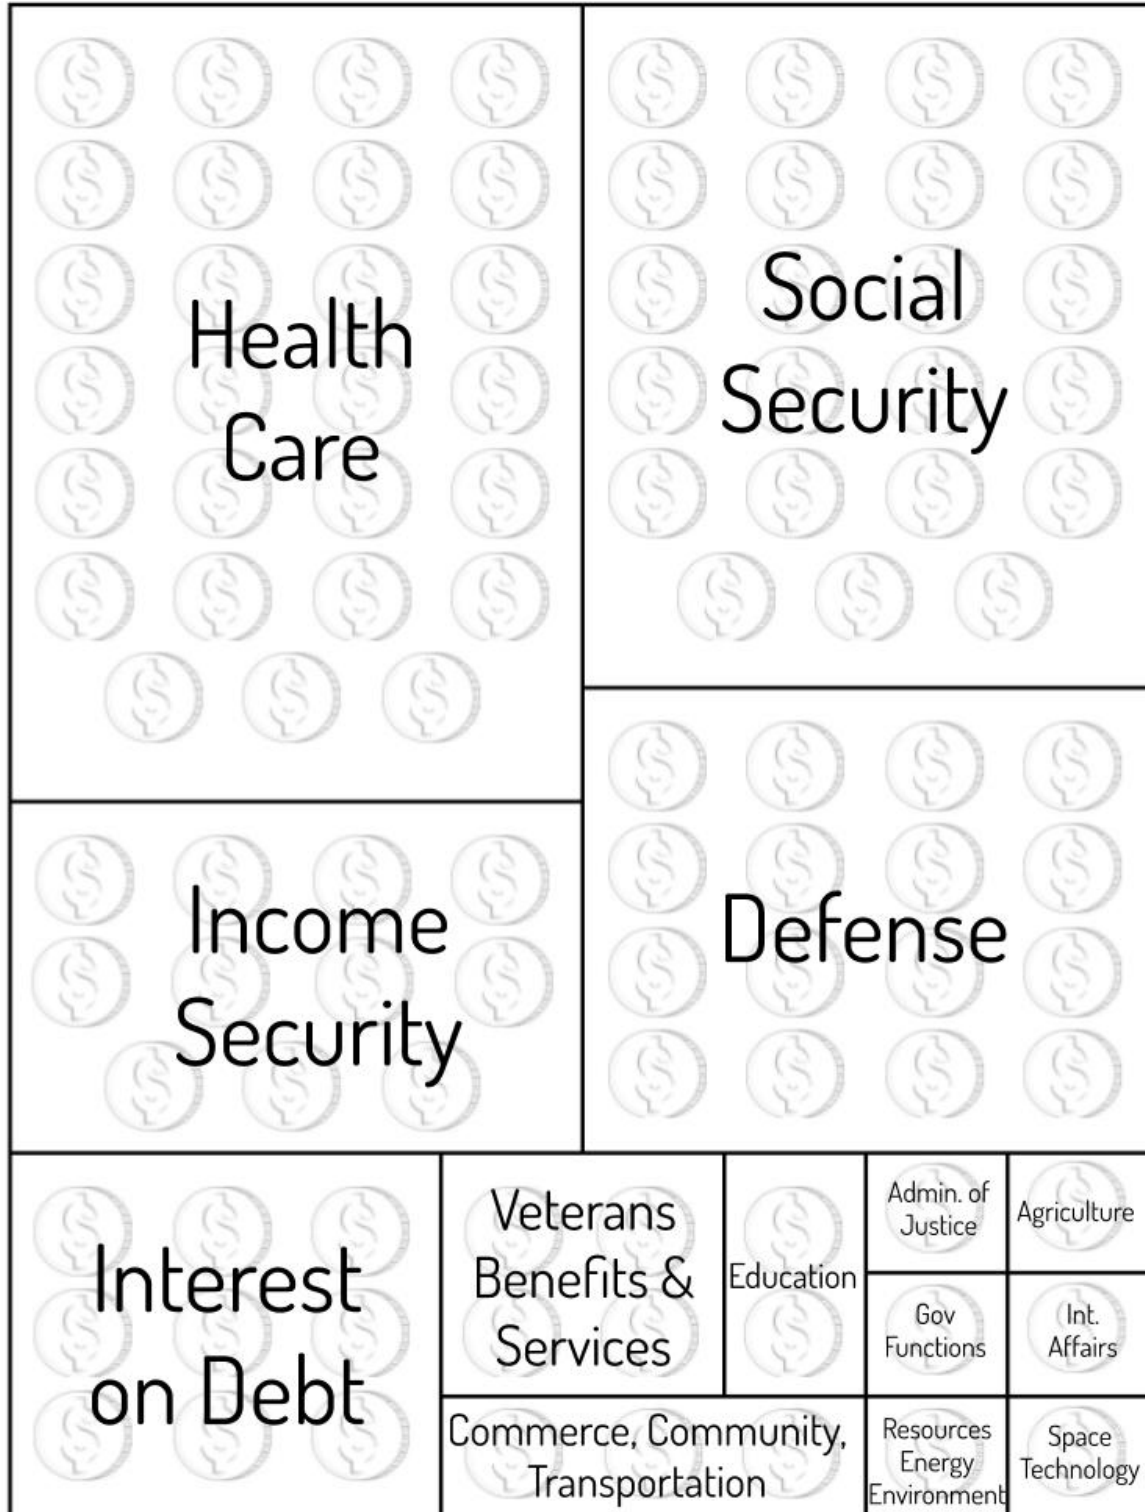 Health
Care
Social
Security
Income
Security
Defense
Interest
on Debt
Veterans
Benefits &
Services
Education
Admin. of
Justice
Agriculture
Gov
Functions
Int.
Affairs
Commerce, Community,
Transportation
Resources
Energy
Environment
Space
Technology